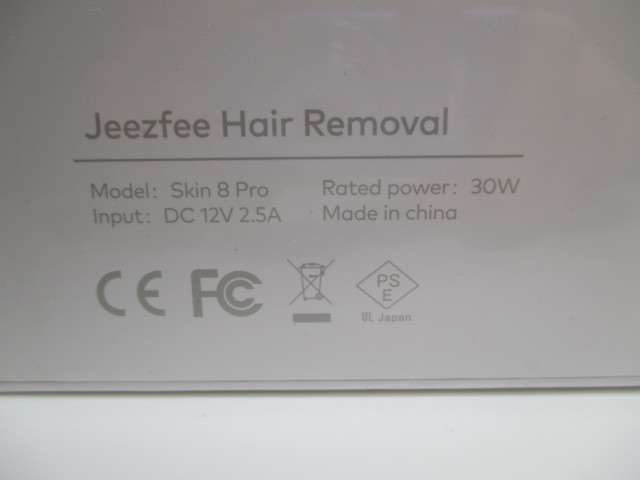 Jeezfee Hair Removal
Model: Skin 8 Pro Rated power: 30W
Input: DC 12V 2.5A Made in china
CE FC PS E
UL Japan